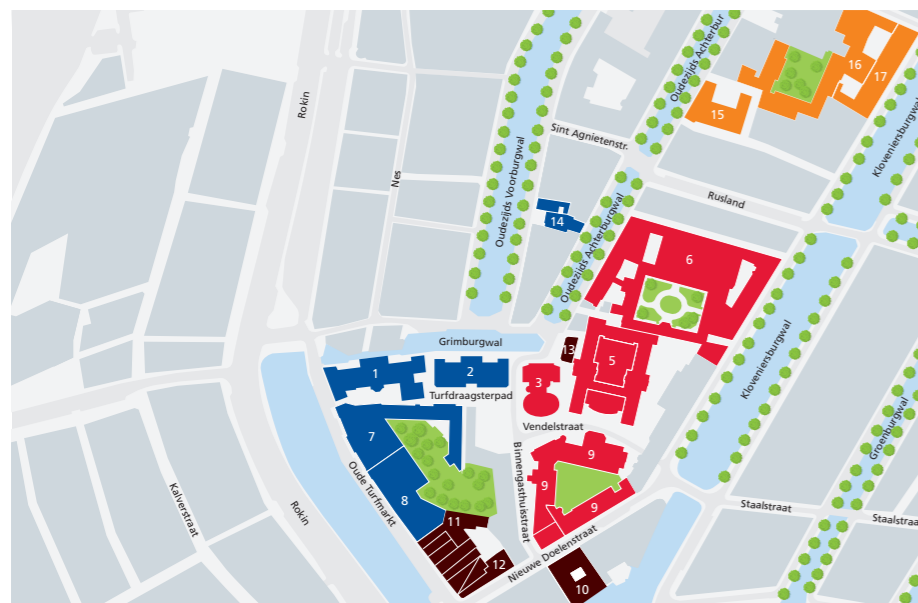 Oudezijds Achterbur
16
17
15
Rokin
Sint Agnietenstr.
Kloveniersburgwal
Nes
Oudezijds Voorburgwal
Rusland
14
Oudezijds Achterburgwal
6
Grimburgwal
13
5
1
2
3
Turfdraagsterpad
Kloveniersburgwal
Vendelstraat
Groenburgwal
7
9
Binnengasthuisstraat
Oude Turfmarkt
9
8
9
Kalverstraat
Rokin
Staalstraat
Staalstraat
11
Nieuwe Doelenstraat
12
10